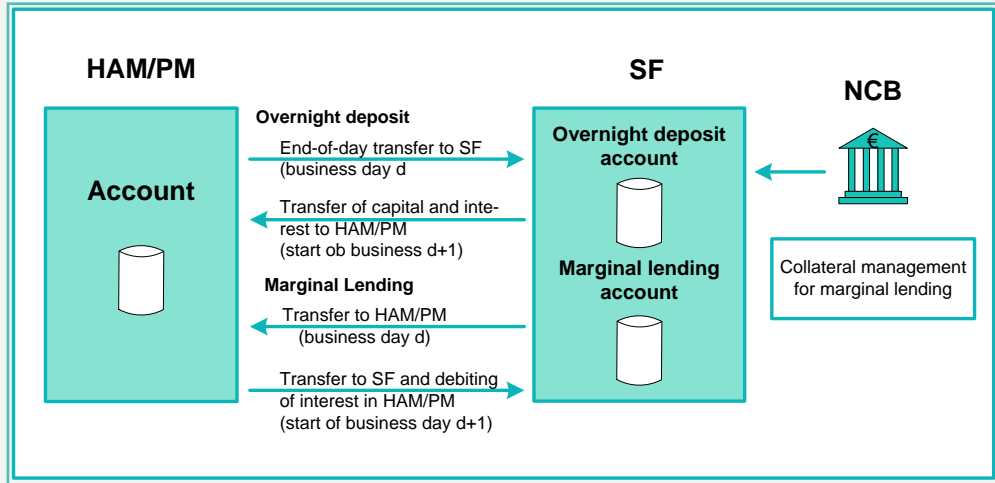 HAM/PM
SF
NCB
Account
Overnight deposit
End-of-day transfer to SF
(business day d
Transfer of capital and inte-
rest to HAM/PM
(start ob business d+1)
Marginal Lending
Transfer to HAM/PM
(business day d)
Transfer to SF and debiting
of interest in HAM/PM
(start of business day d+1)
Overnight deposit
account
Marginal lending
account
€
Collateral management
for marginal lending